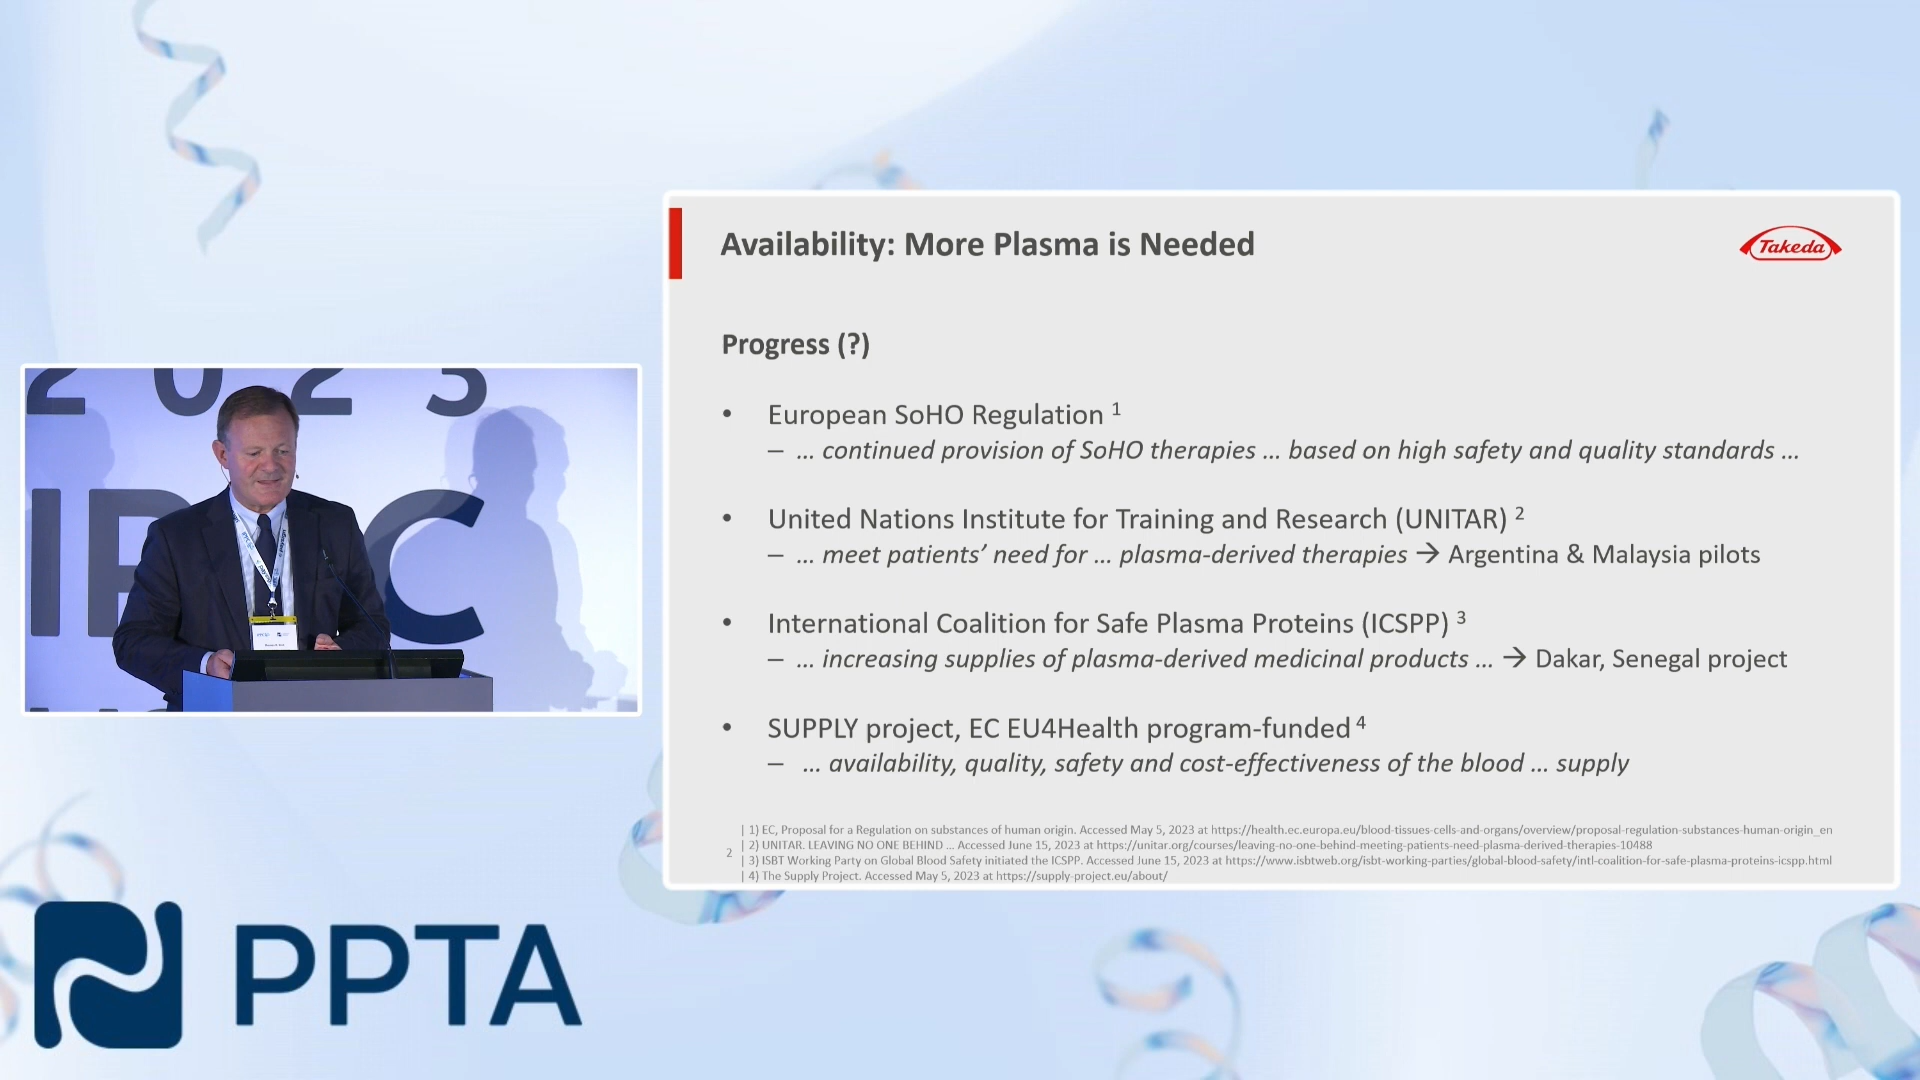 Availability: More Plasma is Needed
Takeda
Progress (?)
• European SoHO Regulation 1
– ... continued provision of SoHO therapies ... based on high safety and quality standards ...
• United Nations Institute for Training and Research (UNITAR) 2
– ... meet patients’ need for ... plasma-derived therapies → Argentina & Malaysia pilots
• International Coalition for Safe Plasma Proteins (ICSPP) 3
– ... increasing supplies of plasma-derived medicinal products ... → Dakar, Senegal project
• SUPPLY project, EC EU4Health program-funded 4
– ... availability, quality, safety and cost-effectiveness of the blood ... supply
| 1) EC, Proposal for a Regulation on substances of human origin. Accessed May 5, 2023 at https://health.ec.europa.eu/blood-tissues-cells-and-organs/overview/proposal-regulation-substances-human-origin_en
| 2) UNITAR. LEAVING NO ONE BEHIND ... Accessed June 15, 2023 at https://unitar.org/courses/leaving-no-one-behind-meeting-patients-need-plasma-derived-therapies-10488
2
| 3) ISBT Working Party on Global Blood Safety initiated the ICSPP. Accessed June 15, 2023 at https://www.isbtweb.org/isbt-working-parties/global-blood-safety/intl-coalition-for-safe-plasma-proteins-icspp.html
| 4) The Supply Project. Accessed May 5, 2023 at https://supply-project.eu/about/
2023
PPTA